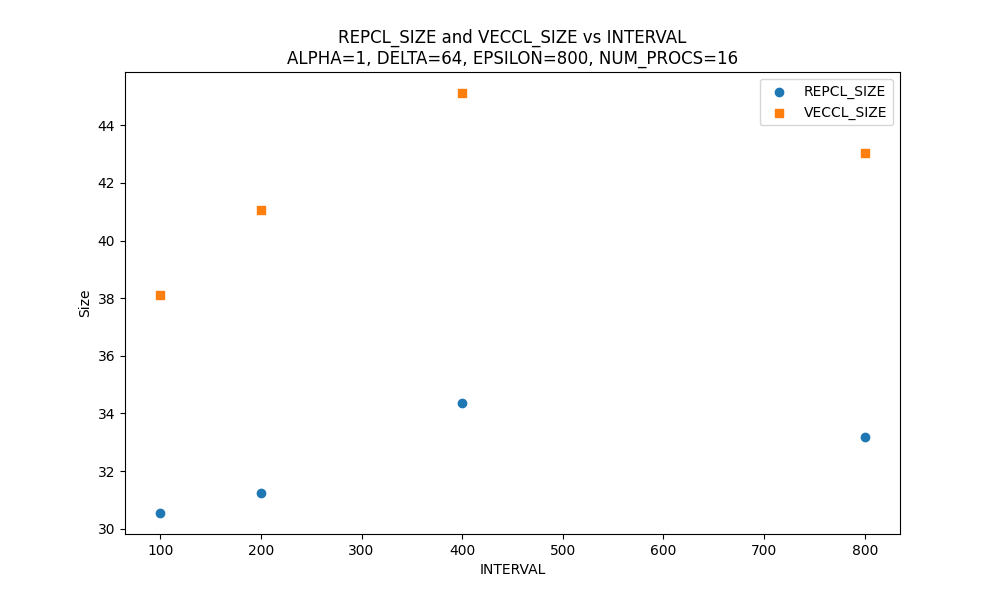 REPCL_SIZE and VECCL_SIZE vs INTERVAL
ALPHA=1, DELTA=64, EPSILON=800, NUM_PROCS=16
REPCL_SIZE
VECCL_SIZE
Size
44
42
40
38
36
34
32
30
100 200 300 400 500 600 700 800
INTERVAL